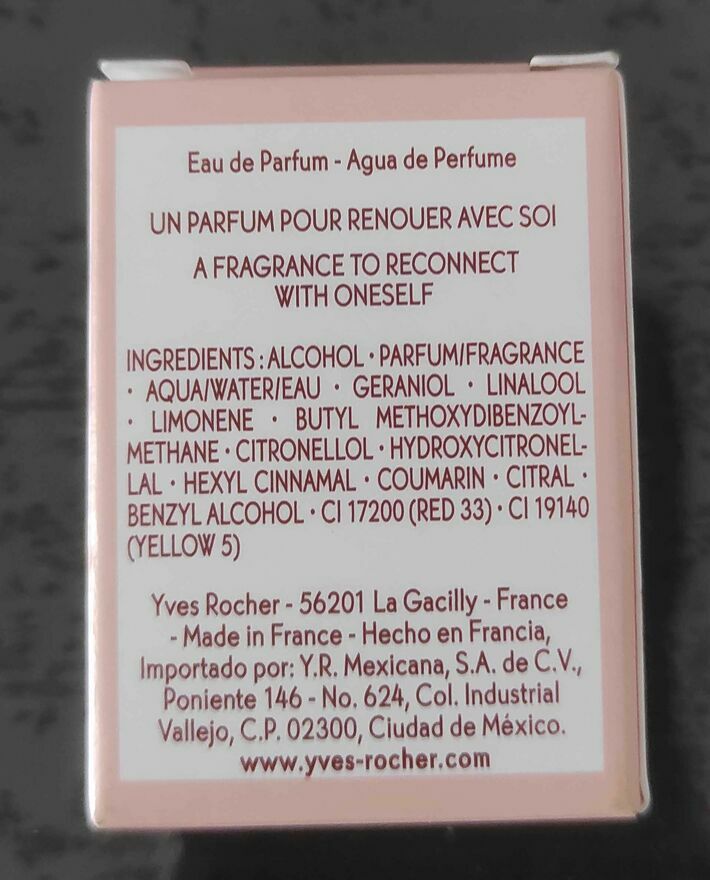 Eau de Parfum - Agua de Perfume
UN PARFUM POUR RENOUER AVEC SOI
A FRAGRANCE TO RECONNECT
WITH ONESELF
INGREDIENTS : ALCOHOL · PARFUM/FRAGRANCE
· AQUA/WATER/EAU · GERANIOL · LINALOOL
· LIMONENE · BUTYL METHOXYDIBENZOYL-
METHANE · CITRONELLOL · HYDROXYCITRONEL-
LAL · HEXYL CINNAMAL · COUMARIN · CITRAL ·
BENZYL ALCOHOL · CI 17200 (RED 33) · CI 19140
(YELLOW 5)
Yves Rocher - 56201 La Gacilly - France
- Made in France - Hecho en Francia,
Importado por: Y.R. Mexicana, S.A. de C.V.,
Poniente 146 - No. 624, Col. Industrial
Vallejo, C.P. 02300, Ciudad de México.
www.yves-rocher.com